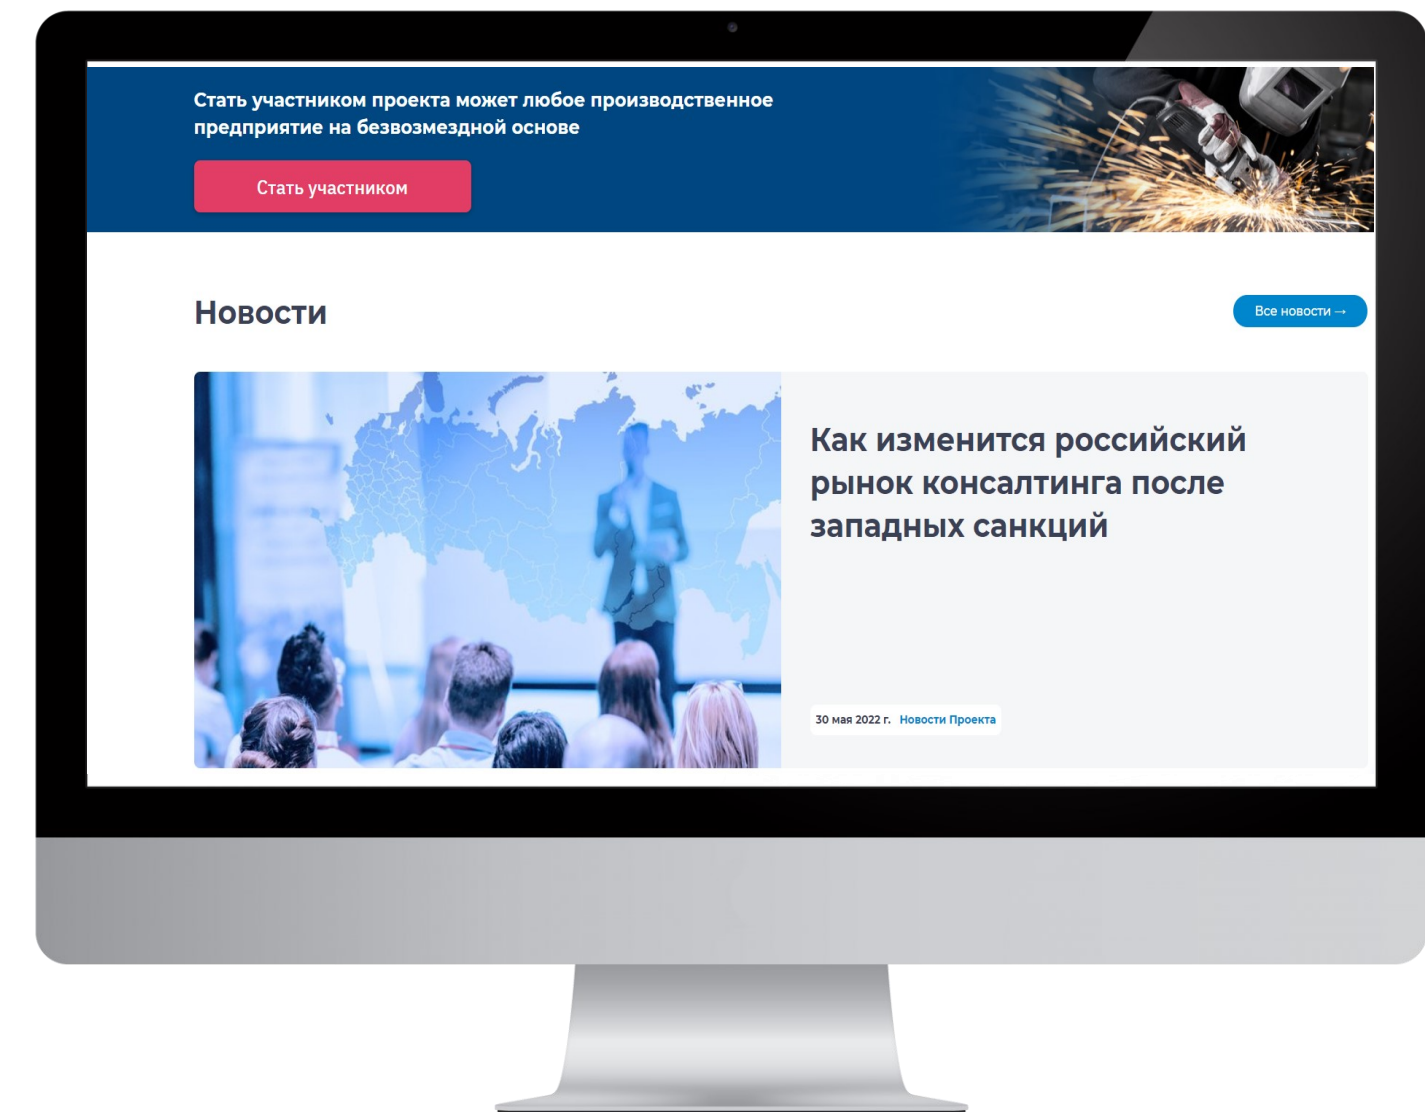 Стать участником проекта может любое производственное
предприятие на безвозмездной основе
Стать участником
Новости
Все новости →
Как изменится российский
рынок консалтинга после
западных санкций
30 мая 2022 г. Новости Проекта